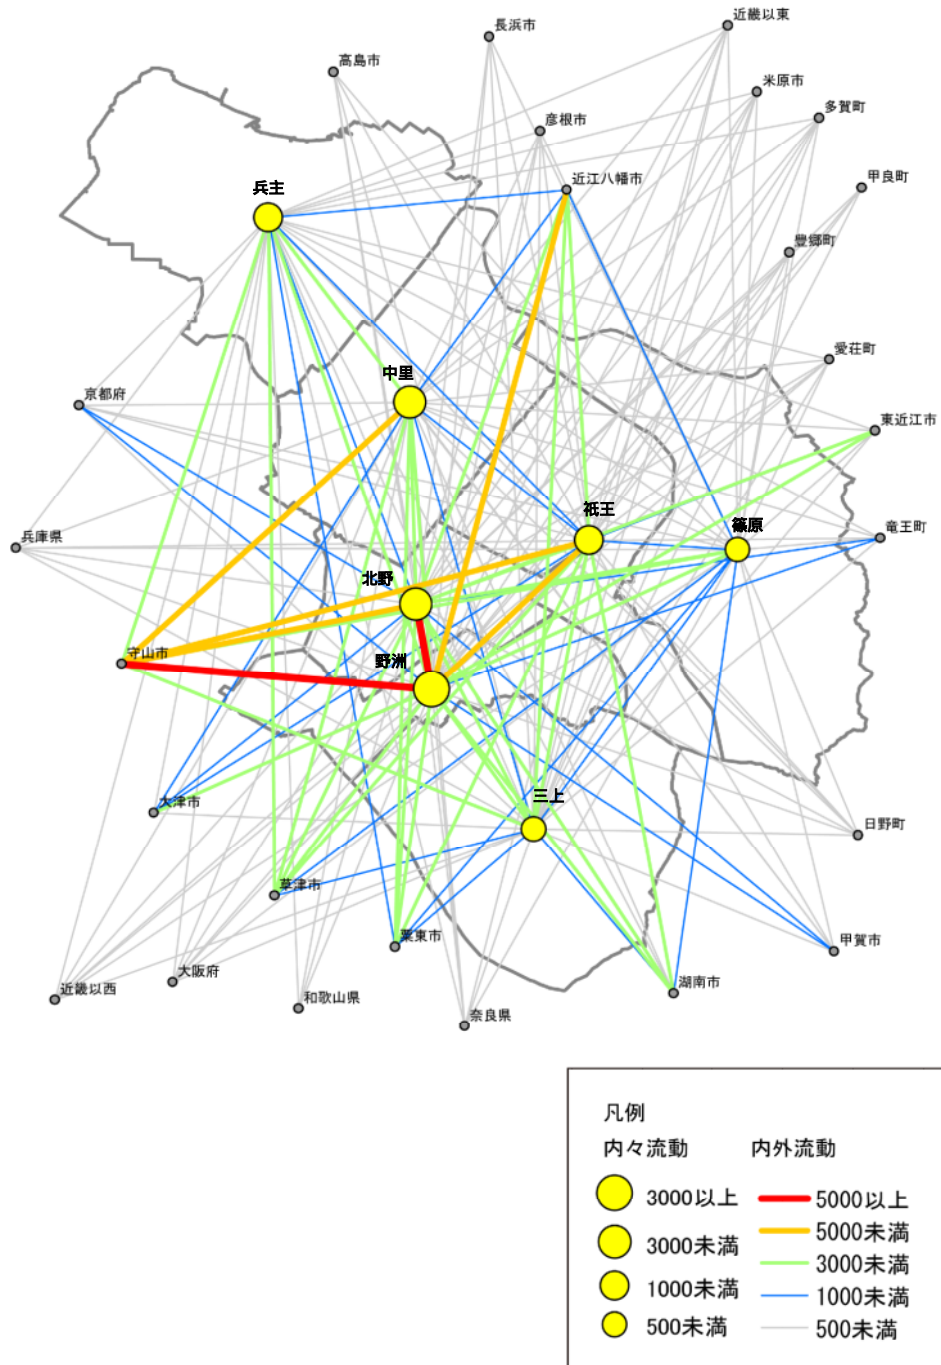 近畿以東
長浜市
高島市
米原市
多賀町
彦根市
近江八幡市
甲良町
兵主
豊郷町
愛荘町
中里
京都府
東近江市
祇王
篠原
竜王町
兵庫県
北野
守山市
野洲
三上
大津市
日野町
草津市
栗東市
甲賀市
大阪府
湖南市
近畿以西
和歌山県
奈良県
凡例
内々流動 内外流動
3000以上 5000以上
3000未満 5000未満
3000未満
1000未満 1000未満
500未満 500未満